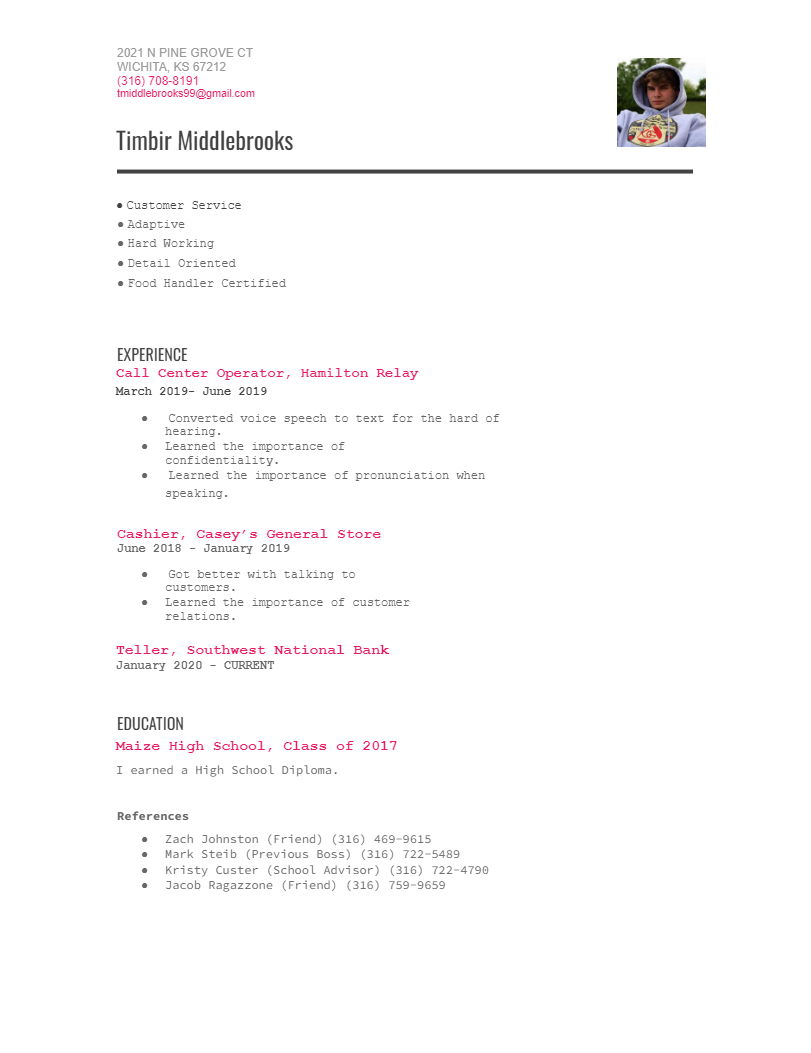 2021 N PINE GROVE CT
WICHITA, KS 67212
(316) 708-8191
tmiddlebrooks99@gmail.com
Timbir Middlebrooks
● Customer Service
● Adaptive
● Hard Working
● Detail Oriented
● Food Handler Certified
EXPERIENCE
Call Center Operator, Hamilton Relay
March 2019- June 2019
● Converted voice speech to text for the hard of
hearing.
● Learned the importance of
confidentiality.
● Learned the importance of pronunciation when
speaking.
Cashier, Casey’s General Store
June 2018 - January 2019
● Got better with talking to
customers.
● Learned the importance of customer
relations.
Teller, Southwest National Bank
January 2020 - CURRENT
EDUCATION
Maize High School, Class of 2017
I earned a High School Diploma.
References
● Zach Johnston (Friend) (316) 469-9615
● Mark Steib (Previous Boss) (316) 722-5489
● Kristy Custer (School Advisor) (316) 722-4790
● Jacob Ragazzone (Friend) (316) 759-9659